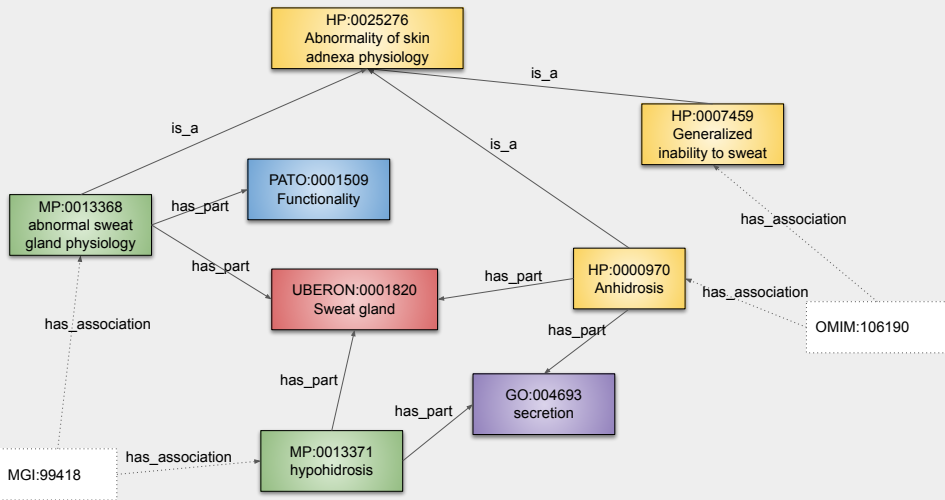 HP:0025276
Abnormality of skin
adnexa physiology
is_a
HP:0007459
Generalized
inability to sweat
is_a
is_a
PATO:0001509
Functionality
MP:0013368
abnormal sweat
gland physiology
has_part
has_association
has_part
UBERON:0001820
Sweat gland
has_part
HP:0000970
Anhidrosis
has_association
OMIM:106190
has_association
has_part
has_part
GO:004693
secretion
has_part
MP:0013371
hypohidrosis
has_association
MGI:99418